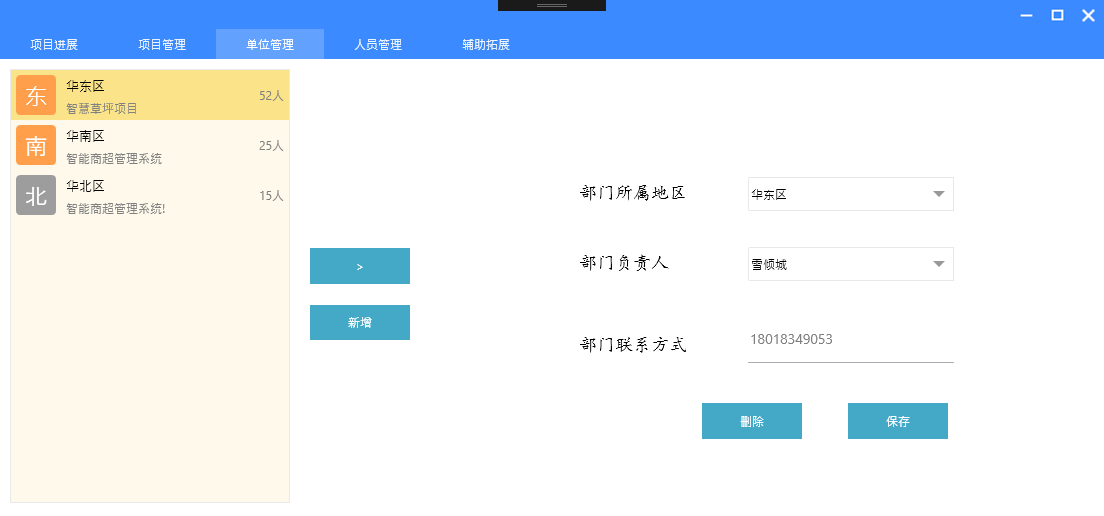 项目进展 项目管理 单位管理 人员管理 辅助拓展
东 华东区 52人
智慧草坪项目
南 华南区 25人
智能商超管理系统
北 华北区 15人
智能商超管理系统!
>
新增
部门所属地区 华东区
部门负责人 雪倾城
部门联系方式 18018349053
刪除 保存